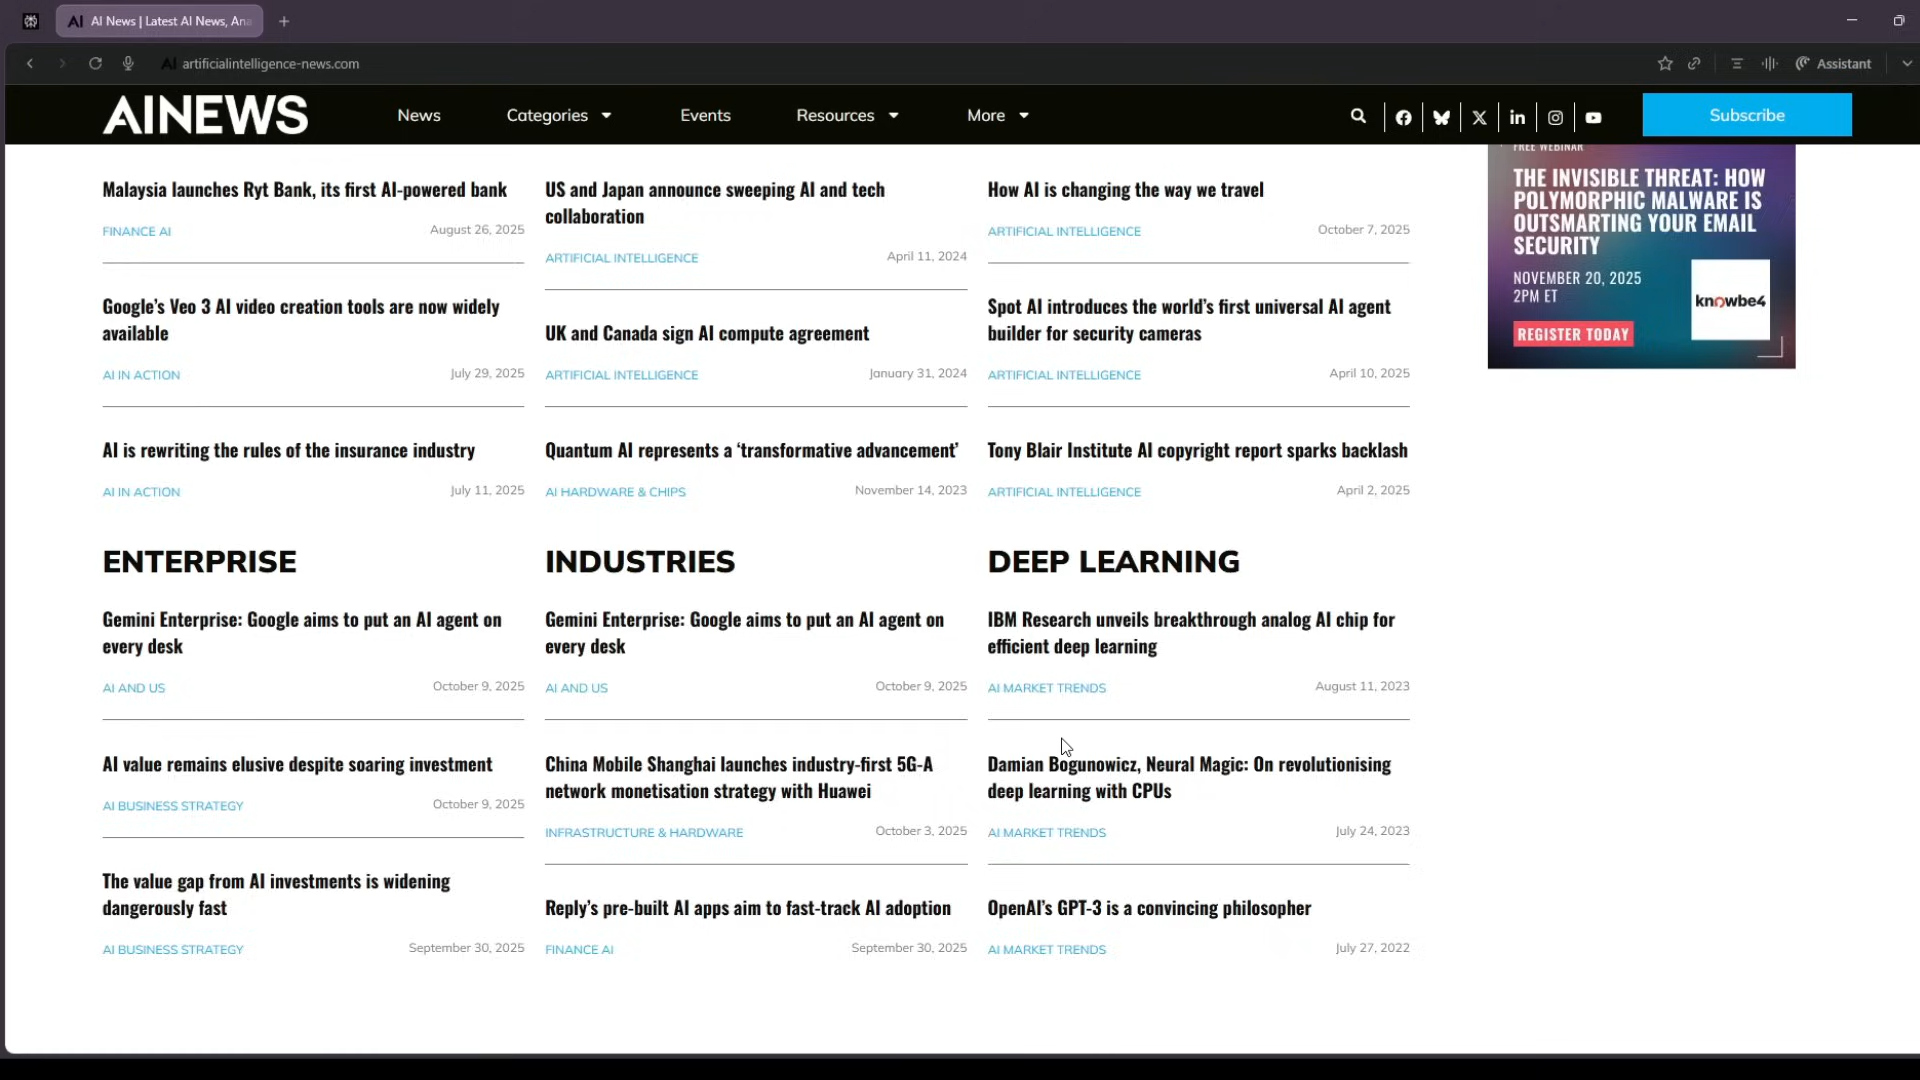 AI News | Latest AI News, Ana
artificialintelligence-news.com
Assistant
AINEWS
News
Categories
Events
Resources
More
Subscribe
Malaysia launches Ryt Bank, its first AI-powered bank
FINANCE AI
August 26, 2025
Google's Veo 3 AI video creation tools are now widely
available
AI IN ACTION
July 29, 2025
AI is rewriting the rules of the insurance industry
AI IN ACTION
July 11, 2025
US and Japan announce sweeping AI and tech
collaboration
ARTIFICIAL INTELLIGENCE
April 11, 2024
UK and Canada sign AI compute agreement
ARTIFICIAL INTELLIGENCE
January 31, 2024
Quantum AI represents a ‘transformative advancement’
AI HARDWARE & CHIPS
November 14, 2023
How AI is changing the way we travel
ARTIFICIAL INTELLIGENCE
October 7, 2025
Spot AI introduces the world's first universal AI agent
builder for security cameras
ARTIFICIAL INTELLIGENCE
April 10, 2025
Tony Blair Institute AI copyright report sparks backlash
ARTIFICIAL INTELLIGENCE
April 2, 2025
FREE WEBINAR
THE INVISIBLE THREAT: HOW
POLYMORPHIC MALWARE IS
OUTSMARTING YOUR EMAIL
SECURITY
NOVEMBER 20, 2025
2PM ET
knowbe4
REGISTER TODAY
ENTERPRISE
Gemini Enterprise: Google aims to put an AI agent on
every desk
AI AND US
October 9, 2025
AI value remains elusive despite soaring investment
AI BUSINESS STRATEGY
October 9, 2025
The value gap from AI investments is widening
dangerously fast
AI BUSINESS STRATEGY
September 30, 2025
INDUSTRIES
Gemini Enterprise: Google aims to put an AI agent on
every desk
AI AND US
October 9, 2025
China Mobile Shanghai launches industry-first 5G-A
network monetisation strategy with Huawei
INFRASTRUCTURE & HARDWARE
October 3, 2025
Reply's pre-built AI apps aim to fast-track AI adoption
FINANCE AI
September 30, 2025
DEEP LEARNING
IBM Research unveils breakthrough analog AI chip for
efficient deep learning
AI MARKET TRENDS
August 11, 2023
Damian Bogunowicz, Neural Magic: On revolutionising
deep learning with CPUs
AI MARKET TRENDS
July 24, 2023
OpenAI's GPT-3 is a convincing philosopher
AI MARKET TRENDS
July 27, 2022